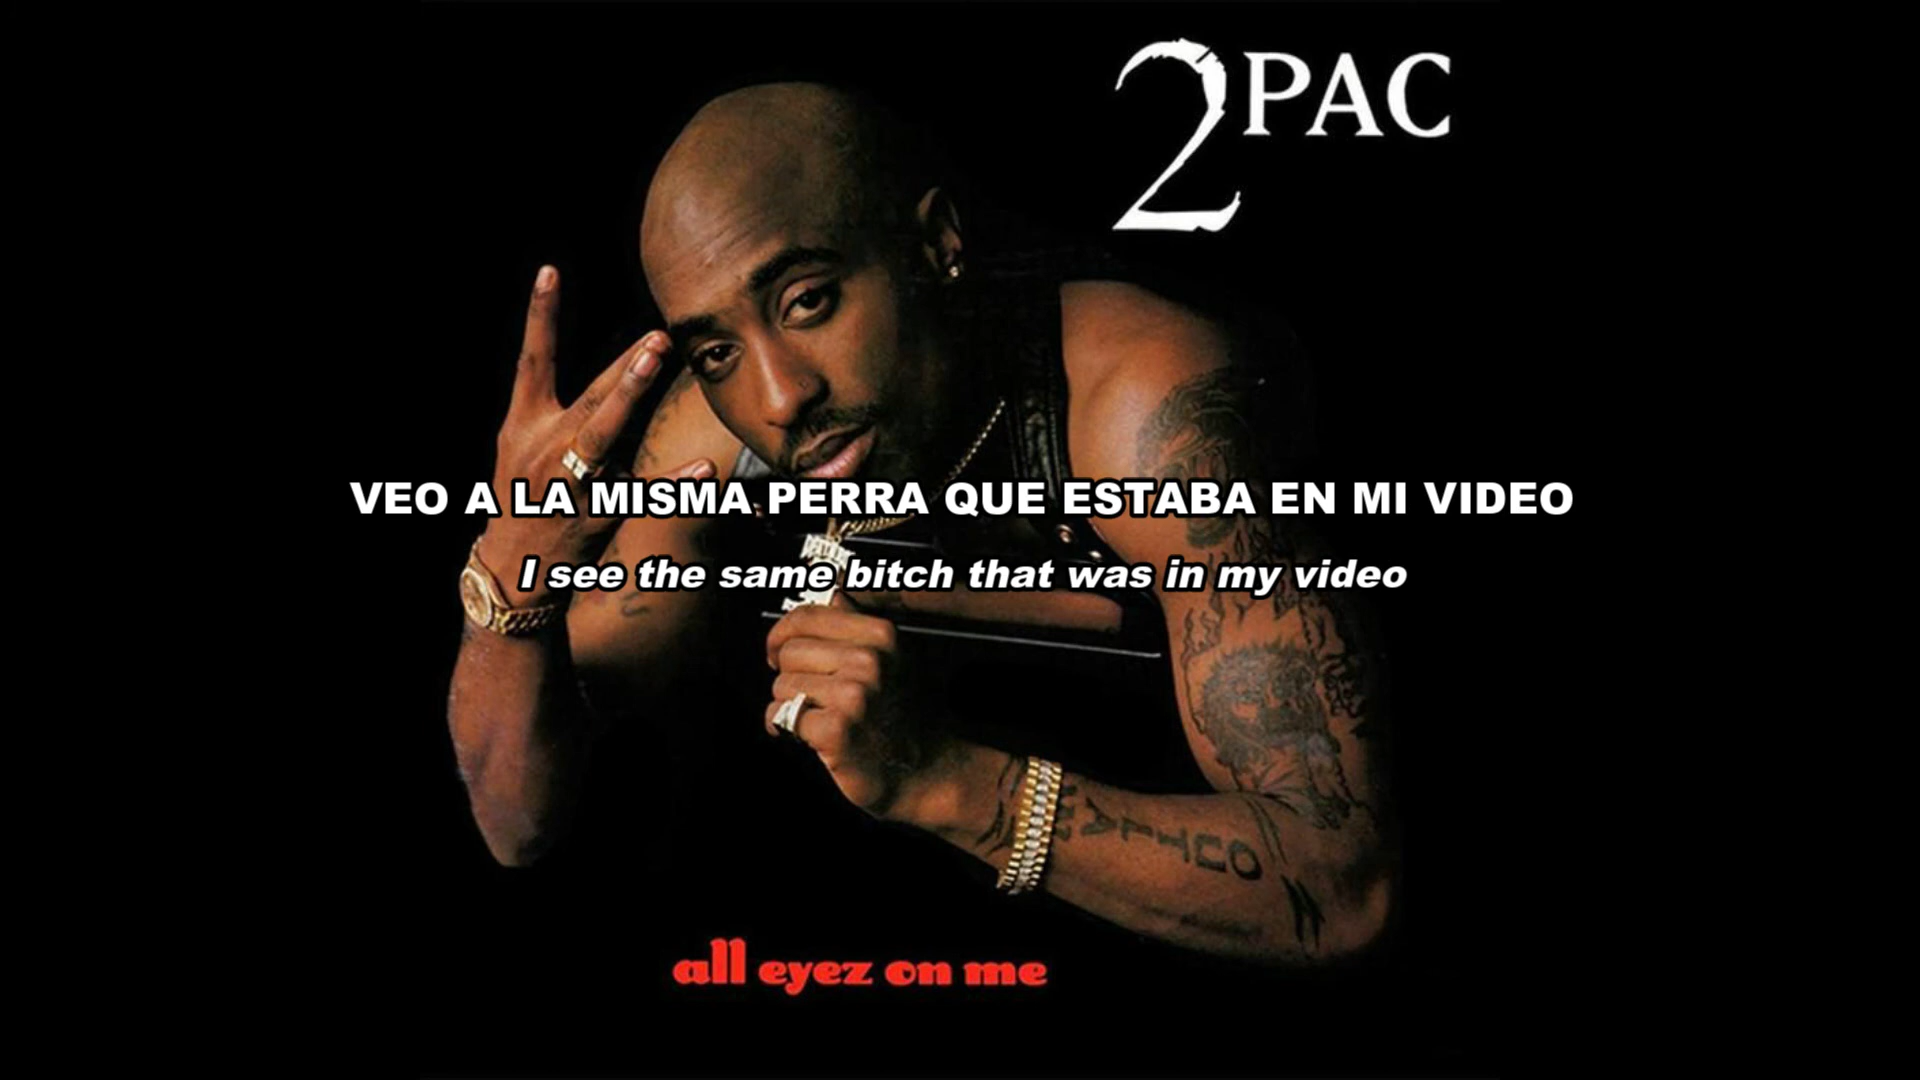 2PAC
VEO A LA MISMA PERRA QUE ESTABA EN MI VIDEO
I see the same bitch that was in my video
OUTLAW
all eyez on me